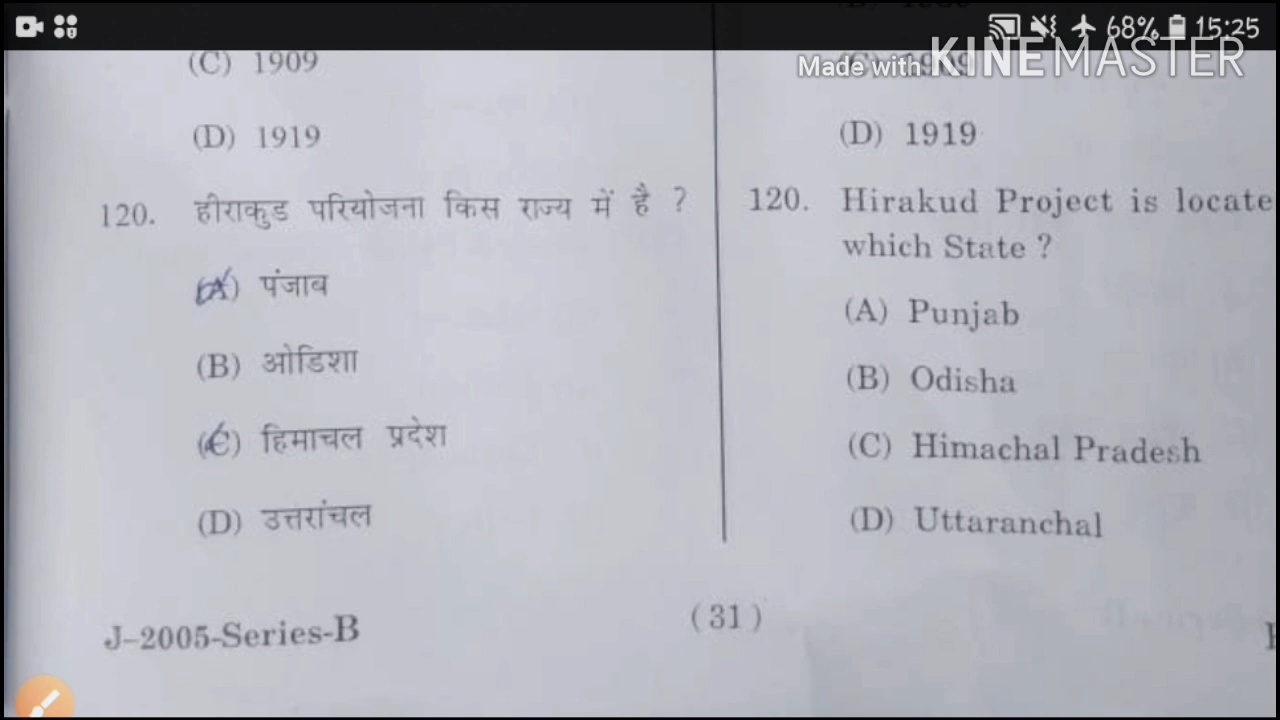 68% 15:25
Made with KINEMASTER
(C) 1909
(D) 1919
120. हीराकुड परियोजना किस राज्य में है ?
(A) पंजाब
(B) ओडिशा
(C) हिमाचल प्रदेश
(D) उत्तरांचल
J-2005-Series-B
(D) 1919
120. Hirakud Project is locate
which State ?
(A) Punjab
(B) Odisha
(C) Himachal Pradesh
(D) Uttaranchal
(31)